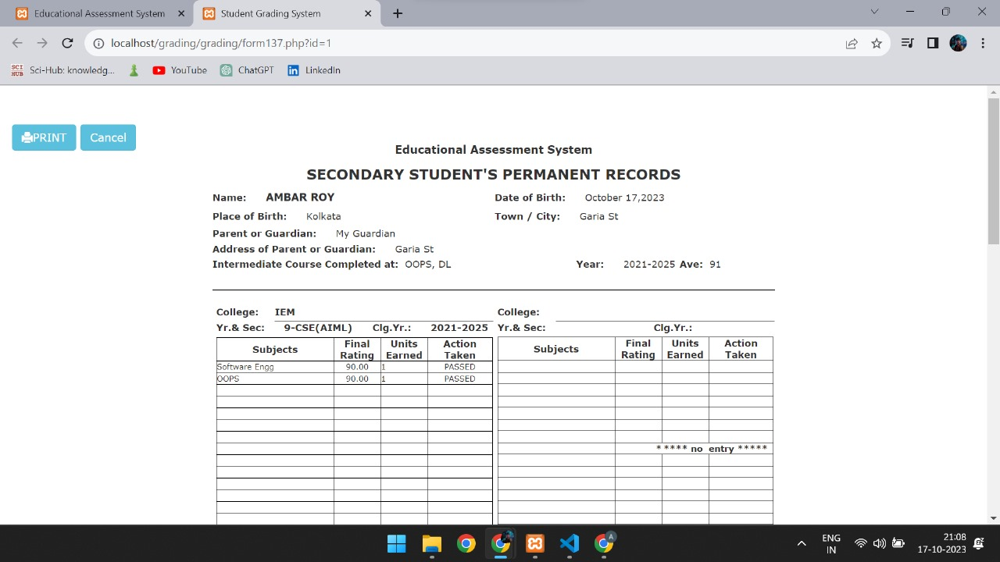 Educational Assessment System
Student Grading System
localhost/grading/grading/form137.php?id=1
SCI HUB Sci-Hub: knowledg... YouTube ChatGPT LinkedIn
PRINT Cancel
Educational Assessment System
SECONDARY STUDENT'S PERMANENT RECORDS
Name: AMBAR ROY Date of Birth: October 17,2023
Place of Birth: Kolkata Town / City: Garia St
Parent or Guardian: My Guardian
Address of Parent or Guardian: Garia St
Intermediate Course Completed at: OOPS, DL Year: 2021-2025 Ave: 91
College: IEM College:
Yr.& Sec: 9-CSE(AIML) Clg.Yr.: 2021-2025 Yr.& Sec: Clg.Yr.:
Subjects Final Rating Units Earned Action Taken Subjects Final Rating Units Earned Action Taken
Software Engg 90.00 1 PASSED
OOPS 90.00 1 PASSED
* ***** no entry *****
ENG IN
21:08
17-10-2023
A